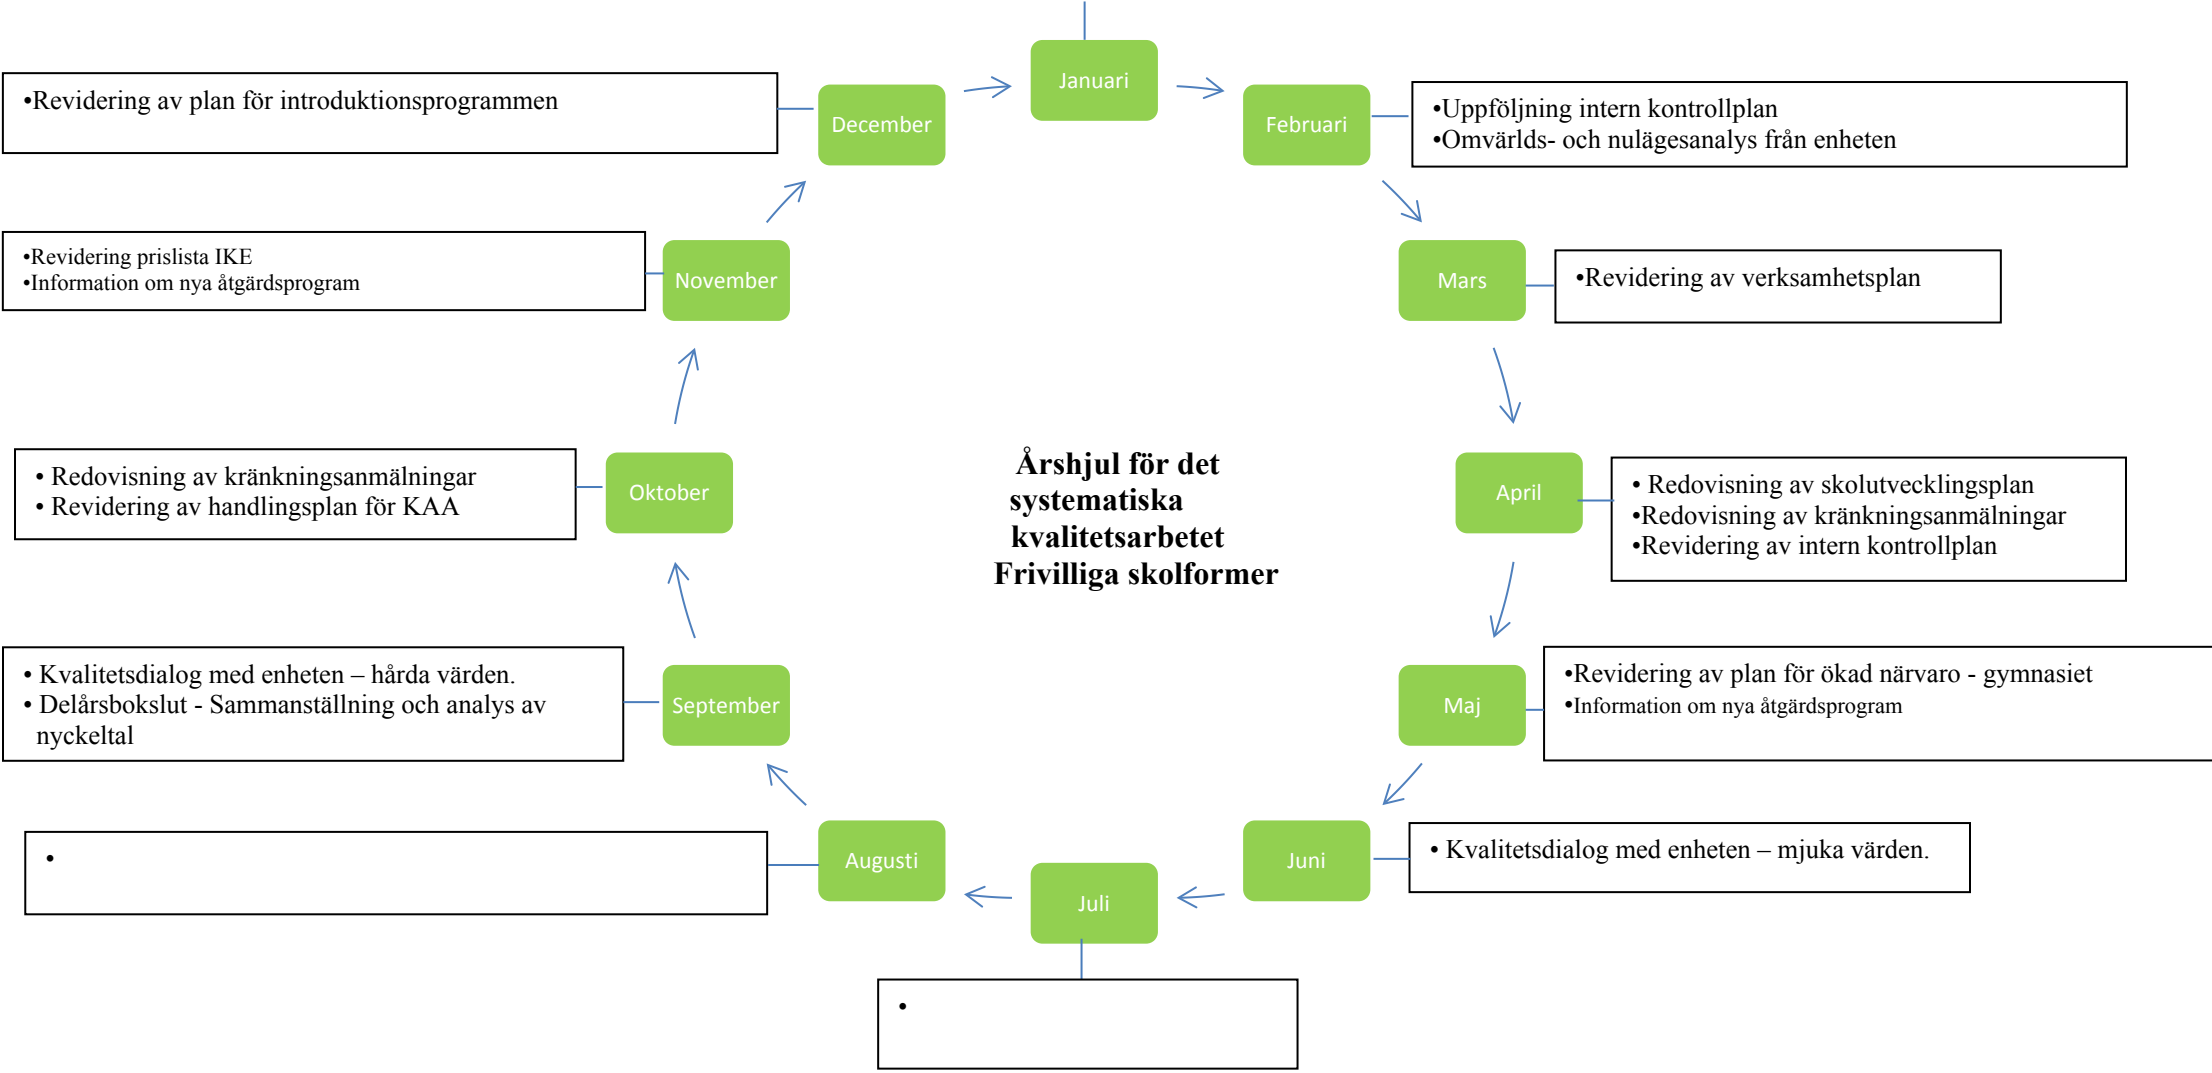 Januari
Februari
•Uppföljning intern kontrollplan
•Omvärlds- och nulägesanalys från enheten
Mars
•Revidering av verksamhetsplan
April
• Redovisning av skolutvecklingsplan
•Redovisning av kränkningsanmälningar
•Revidering av intern kontrollplan
Maj
•Revidering av plan för ökad närvaro - gymnasiet
•Information om nya åtgärdsprogram
Juni
• Kvalitetsdialog med enheten – mjuka värden.
Juli
•
Augusti
•
September
• Kvalitetsdialog med enheten – hårda värden.
• Delårsbokslut - Sammanställning och analys av
nyckeltal
Oktober
• Redovisning av kränkningsanmälningar
• Revidering av handlingsplan för KAA
November
•Revidering prislista IKE
•Information om nya åtgärdsprogram
December
•Revidering av plan för introduktionsprogrammen
Årshjul för det
systematiska
kvalitetsarbetet
Frivilliga skolformer